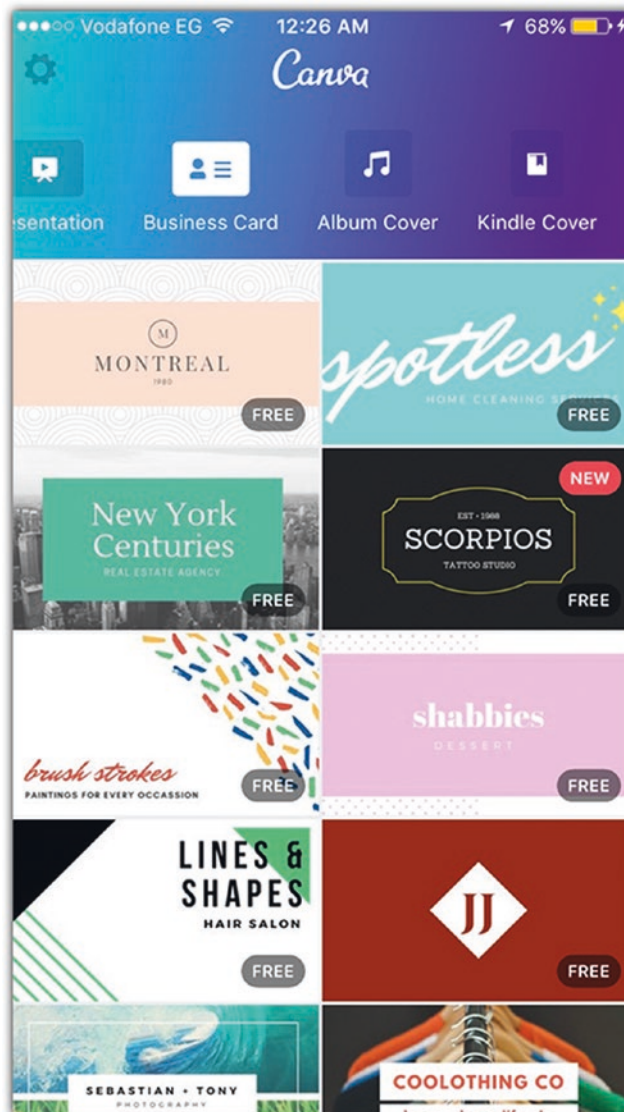 Vodafone EG 12:26 AM 68%
Canva
esentation Business Card Album Cover Kindle Cover
M
MONTREAL
1980
FREE
spotless
HOME CLEANING SERVICES
FREE
New York
Centuries
REAL ESTATE AGENCY
FREE
NEW
EST - 1988
SCORPIOS
TATTOO STUDIO
FREE
brush strokes
PAINTINGS FOR EVERY OCCASSION
FREE
shabbies
DESSERT
FREE
LINES &
SHAPES
HAIR SALON
FREE
JJ
FREE
SEBASTIAN + TONY
PHOTOGRAPHY
COOLOTHING CO